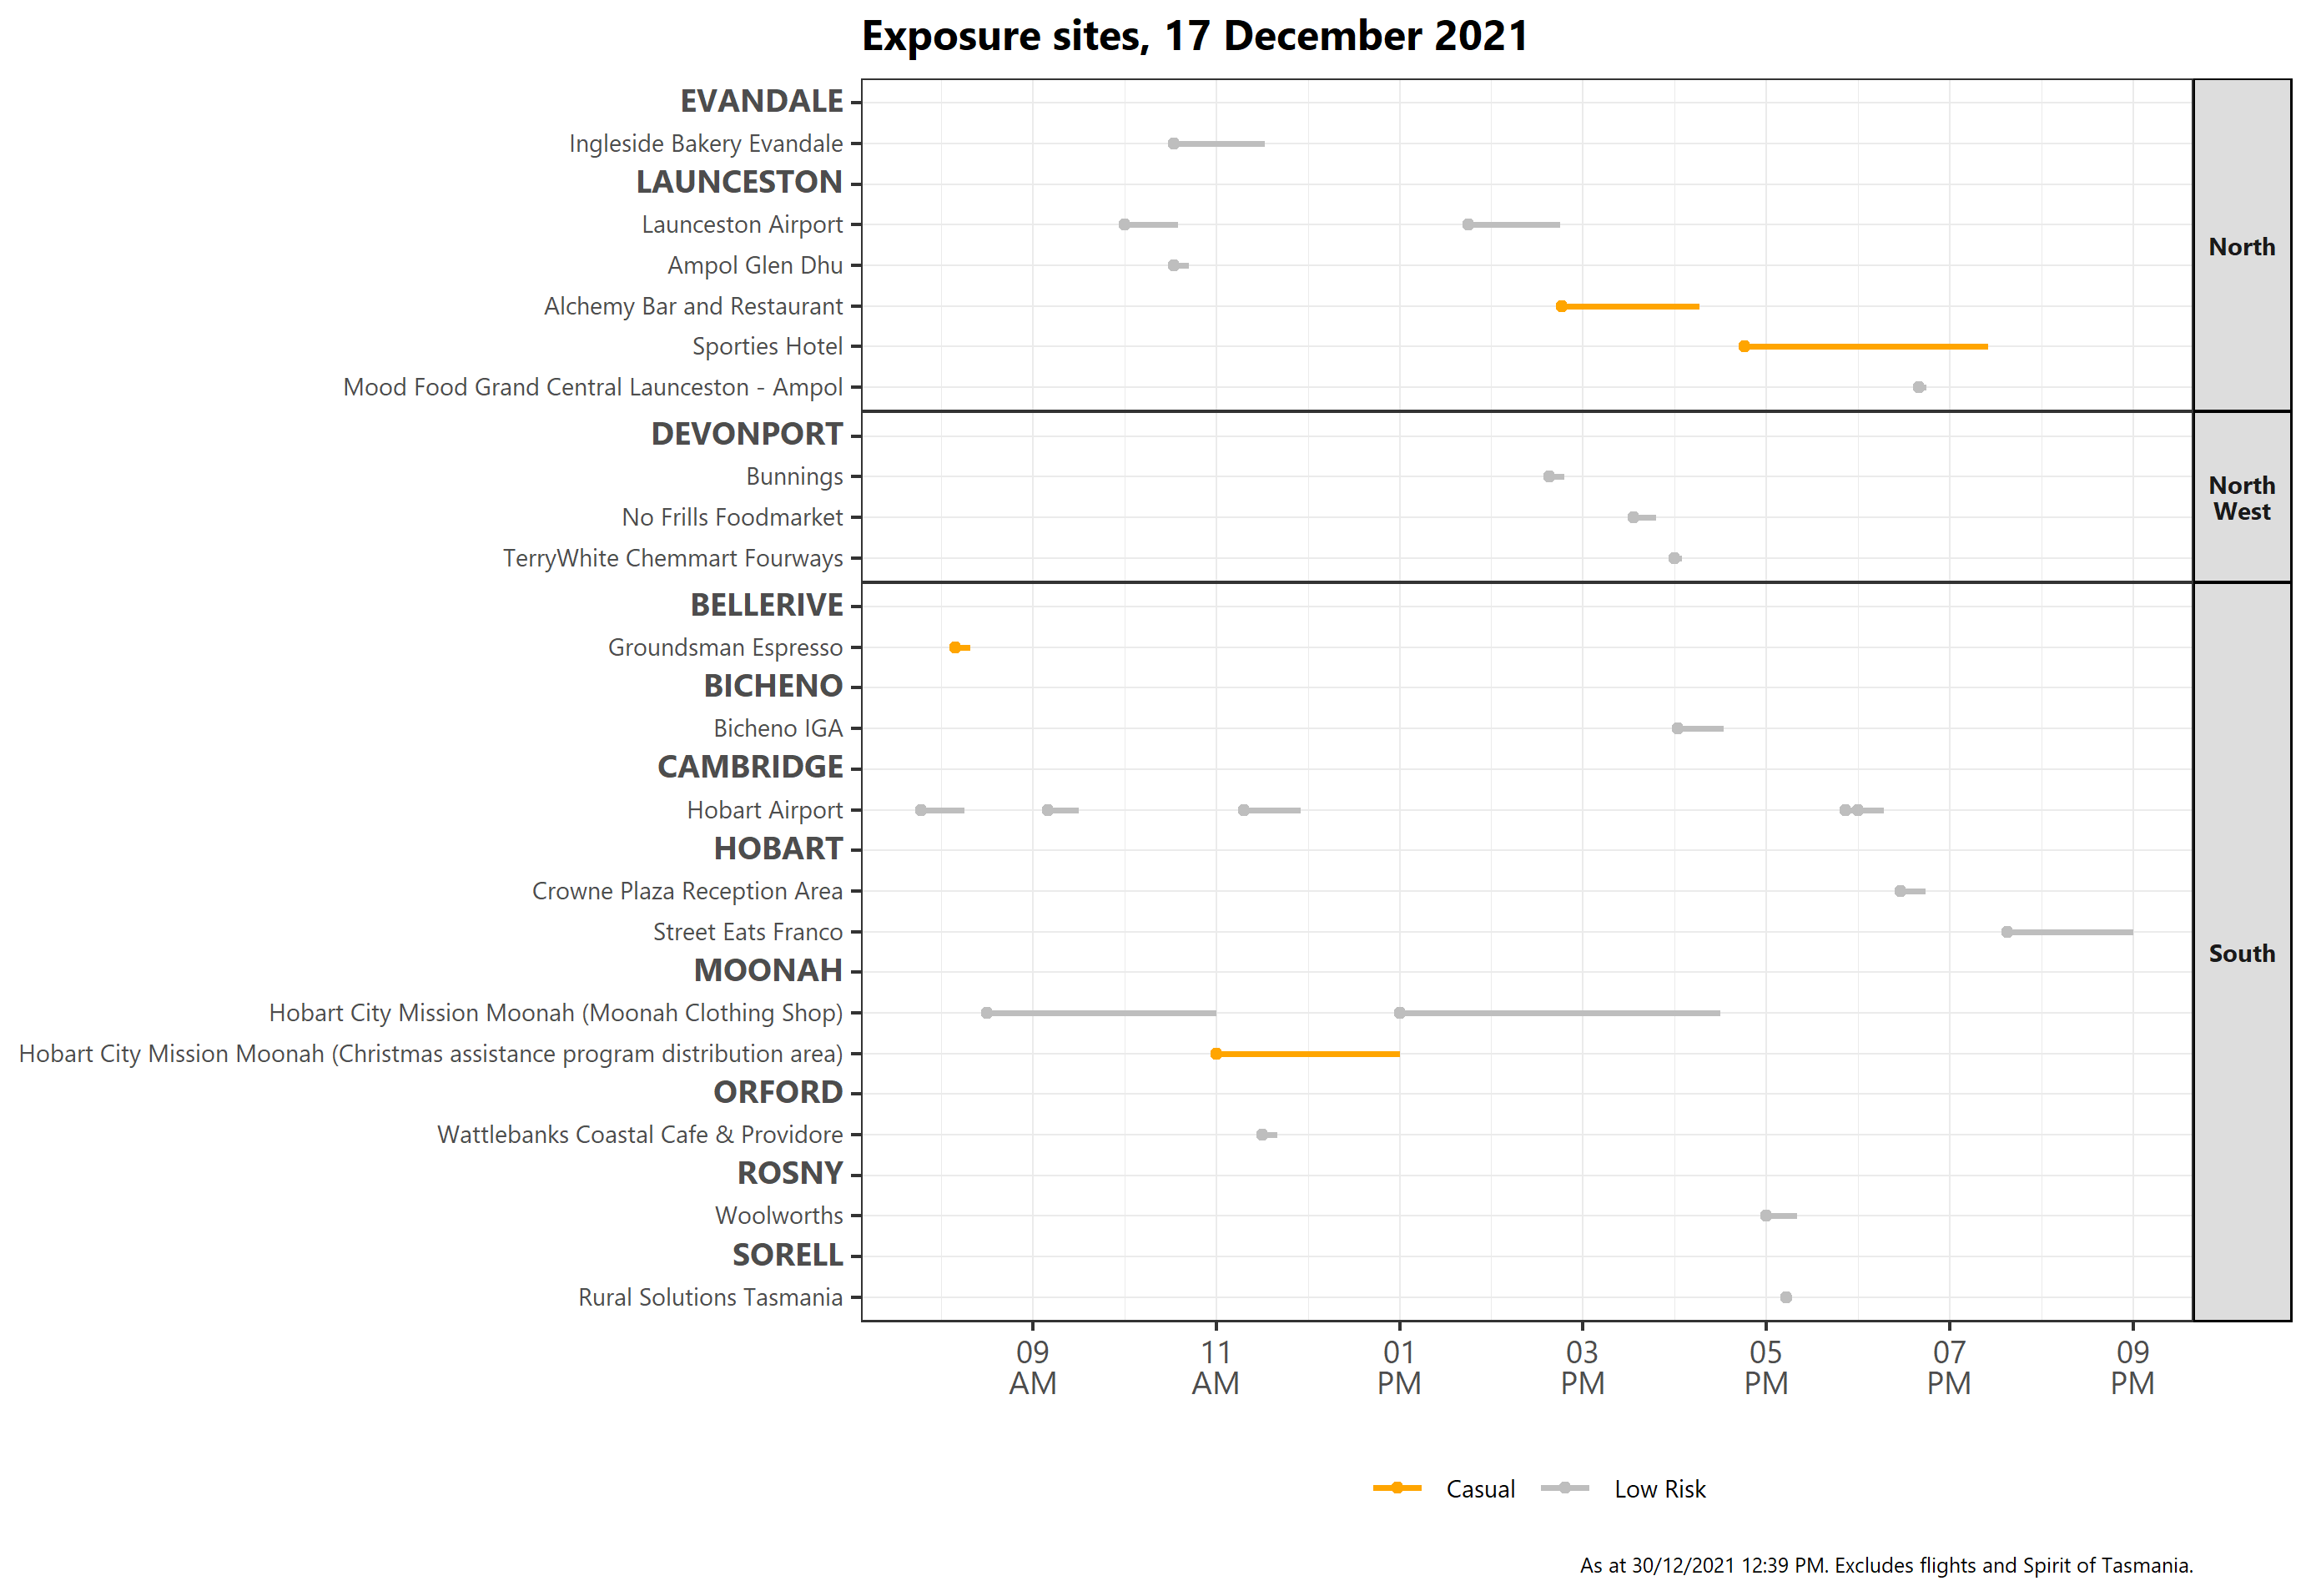 Exposure sites, 17 December 2021
EVANDALE
Ingleside Bakery Evandale
LAUNCESTON
Launceston Airport
Ampol Glen Dhu
Alchemy Bar and Restaurant
Sporties Hotel
Mood Food Grand Central Launceston - Ampol
North
DEVONPORT
Bunnings
No Frills Foodmarket
TerryWhite Chemmart Fourways
North
West
BELLERIVE
Groundsman Espresso
BICHENO
Bicheno IGA
CAMBRIDGE
Hobart Airport
HOBART
Crowne Plaza Reception Area
Street Eats Franco
MOONAH
Hobart City Mission Moonah (Moonah Clothing Shop)
Hobart City Mission Moonah (Christmas assistance program distribution area)
ORFORD
Wattlebanks Coastal Cafe & Providore
ROSNY
Woolworths
SORELL
Rural Solutions Tasmania
South
09 11 01 03 05 07 09
AM AM PM PM PM PM PM
Casual Low Risk
As at 30/12/2021 12:39 PM. Excludes flights and Spirit of Tasmania.